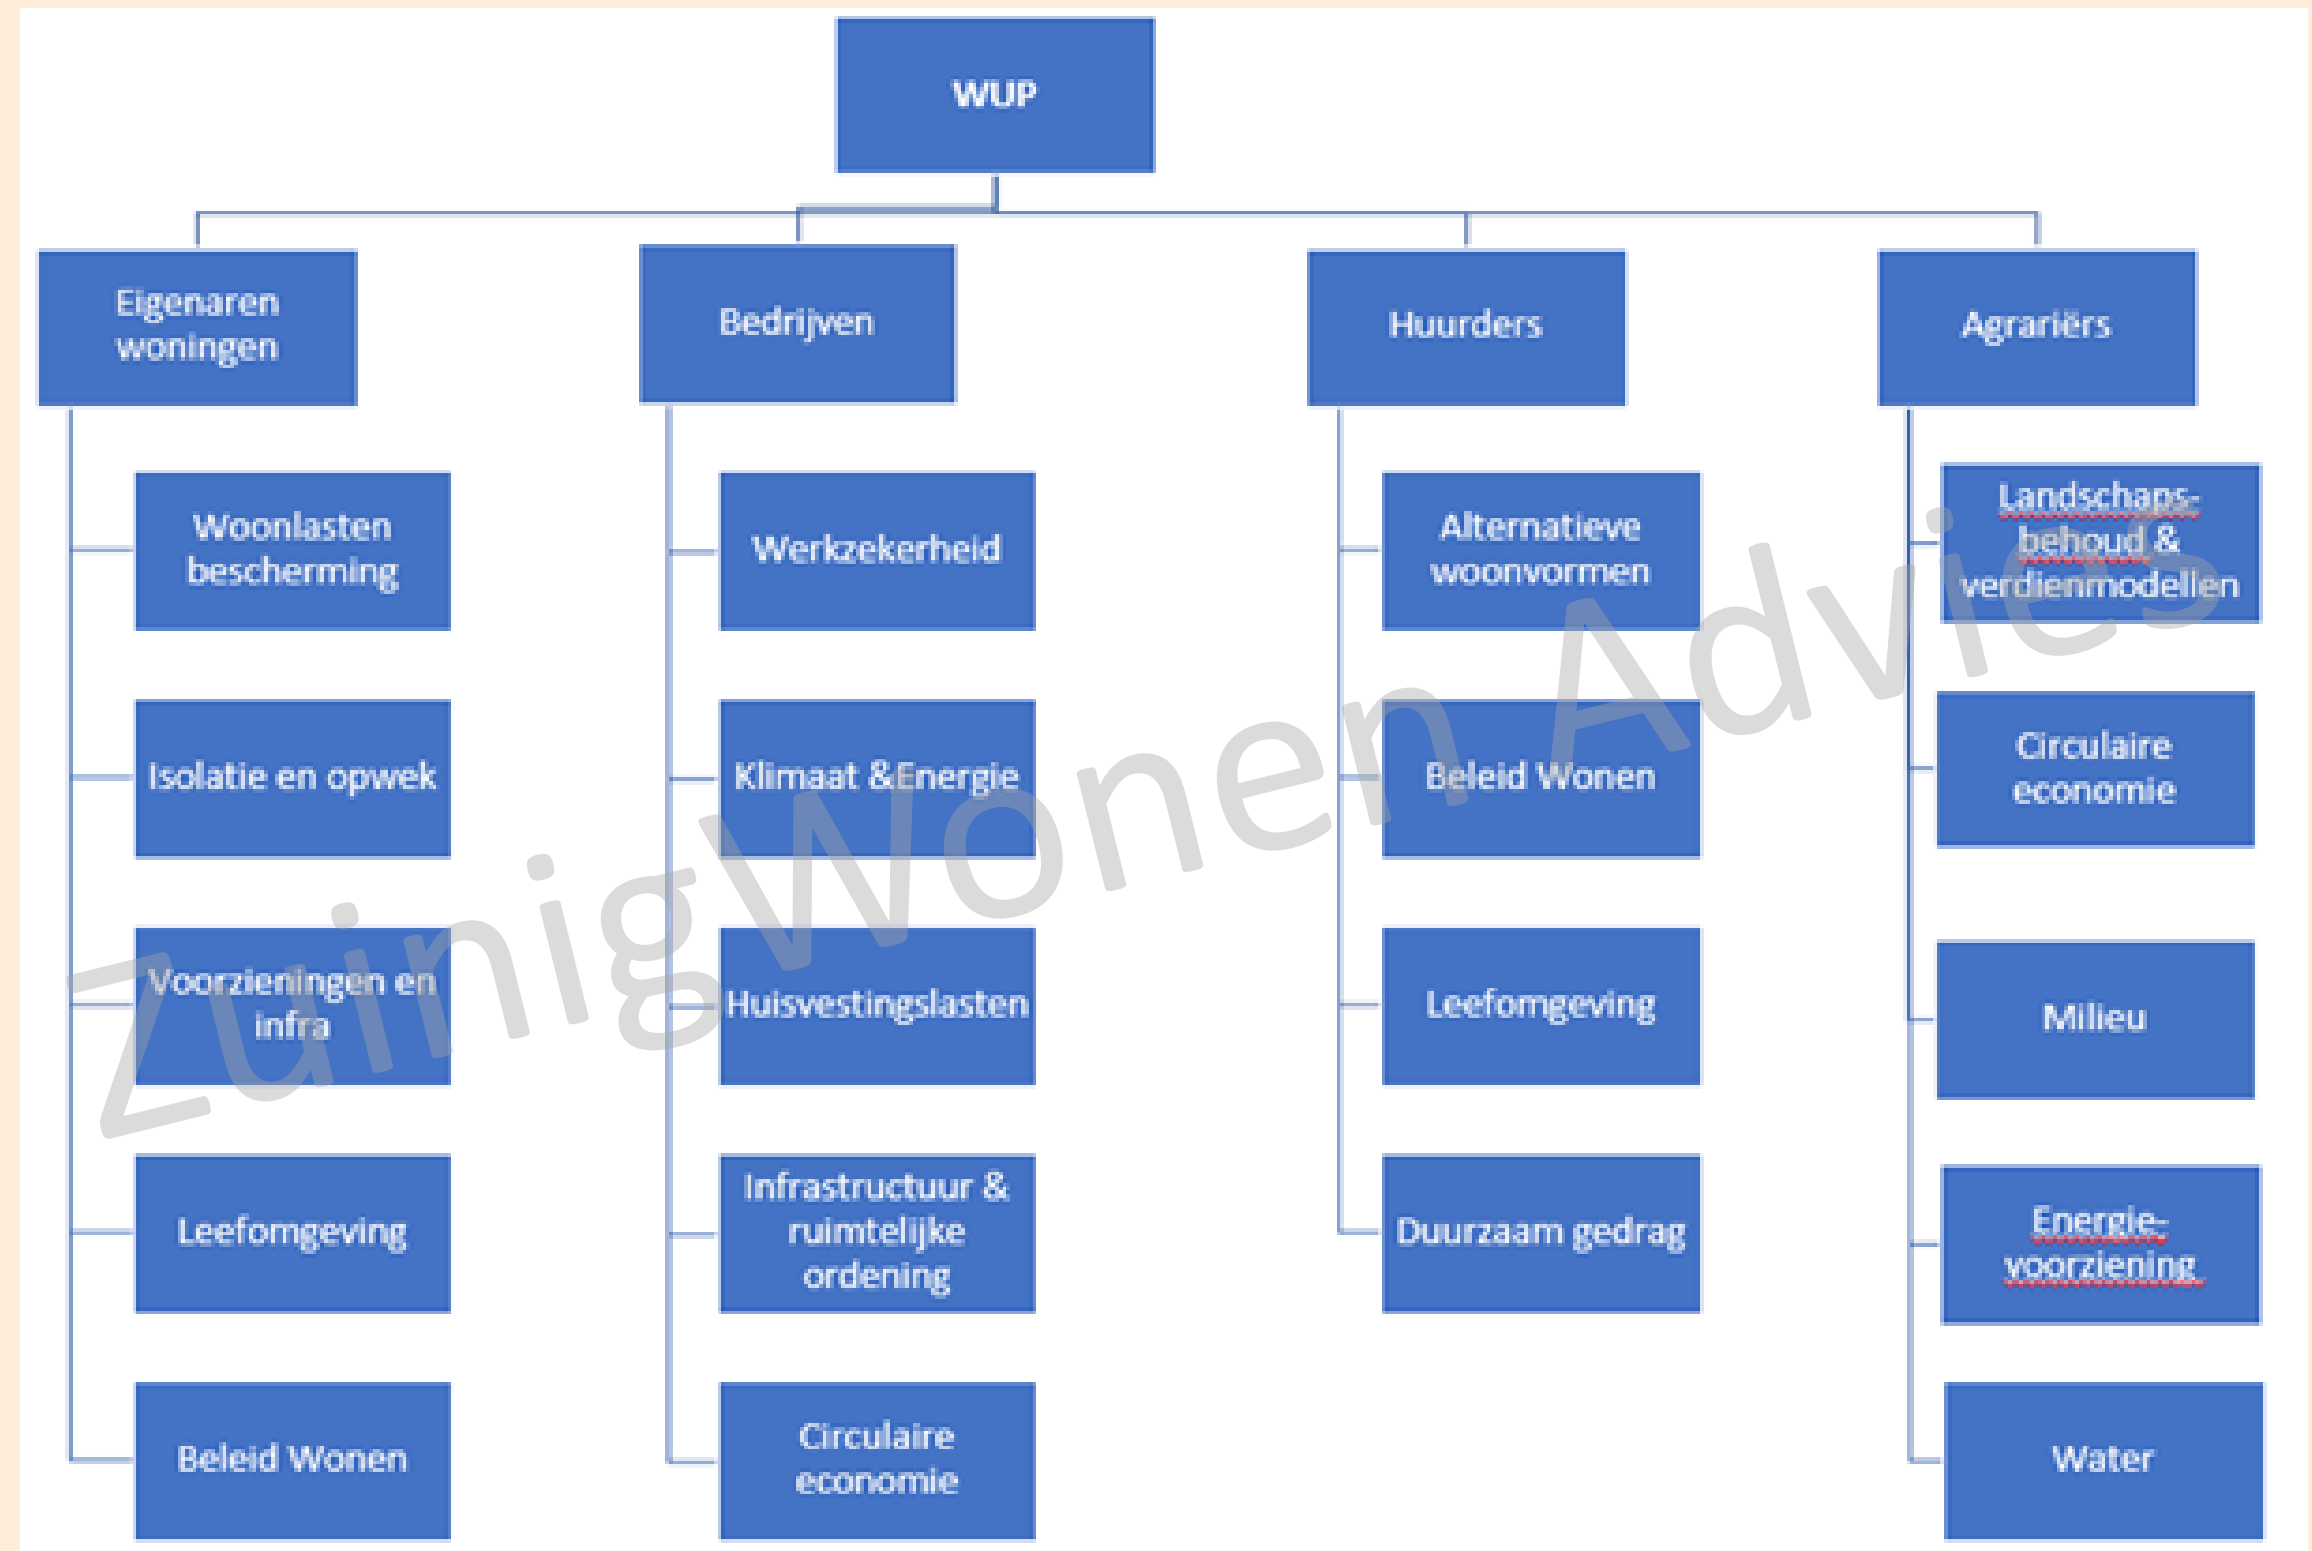 WUP
Eigenaren
woningen
Woonlasten
bescherming
Isolatie en opwek
Voorzieningen en
infra
Leefomgeving
Beleid Wonen
Bedrijven
Werkzekerheid
Klimaat &Energie
Huisvestingslasten
Infrastructuur &
ruimtelijke
ordening
Circulaire
economie
Huurders
Alternatieve
woonvormen
Beleid Wonen
Leefomgeving
Duurzaam gedrag
Agrariërs
Landschaps-
behoud &
verdienmodellen
Circulaire
economie
Milieu
Energie-
voorziening
Water
ZuinigWonen Advies